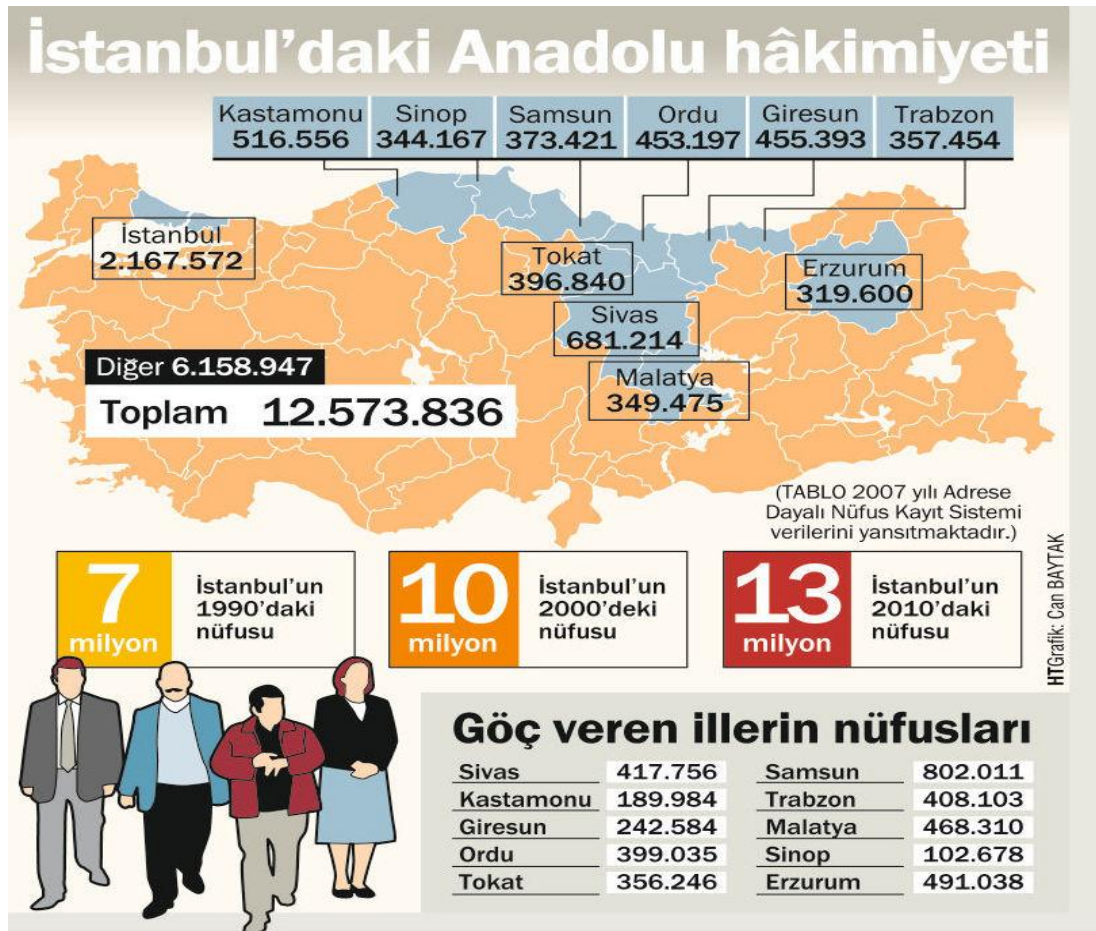 İstanbul'daki Anadolu hâkimiyeti
Kastamonu
516.556
Sinop
344.167
Samsun
373.421
Ordu
453.197
Giresun
455.393
Trabzon
357.454
İstanbul
2.167.572
Tokat
396.840
Erzurum
319.600
Sivas
681.214
Malatya
349.475
Diğer 6.158.947
Toplam 12.573.836
(TABLO 2007 yılı Adrese
Dayalı Nüfus Kayıt Sistemi
verilerini yansıtmaktadır.)
7
milyon
İstanbul'un
1990'daki
nüfusu
10
milyon
İstanbul'un
2000'deki
nüfusu
13
milyon
İstanbul'un
2010'daki
nüfusu
HTGrafik: Can BAYTAK
Göç veren illerin nüfusları
Sivas 417.756
Kastamonu 189.984
Giresun 242.584
Ordu 399.035
Tokat 356.246
Samsun 802.011
Trabzon 408.103
Malatya 468.310
Sinop 102.678
Erzurum 491.038